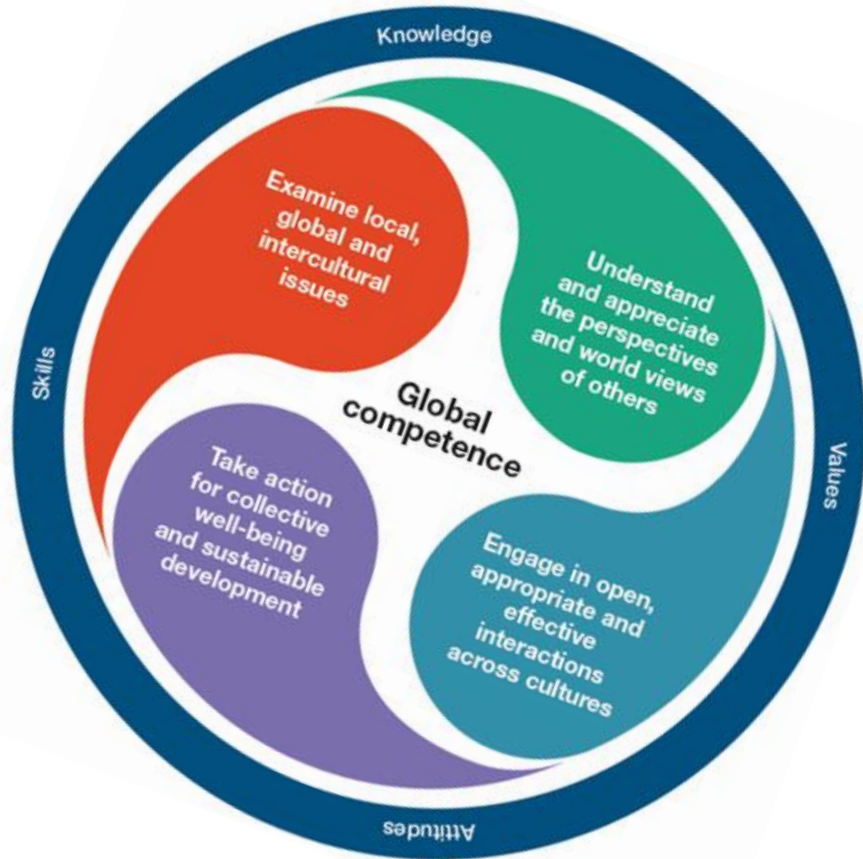 Knowledge
Examine local,
global and
intercultural
issues
Understand
and appreciate
the perspectives
and world views
of others
Skills
Global
competence
Values
Take action
for collective
well-being
and sustainable
development
Engage in open,
appropriate and
effective
interactions
across cultures
Attitudes